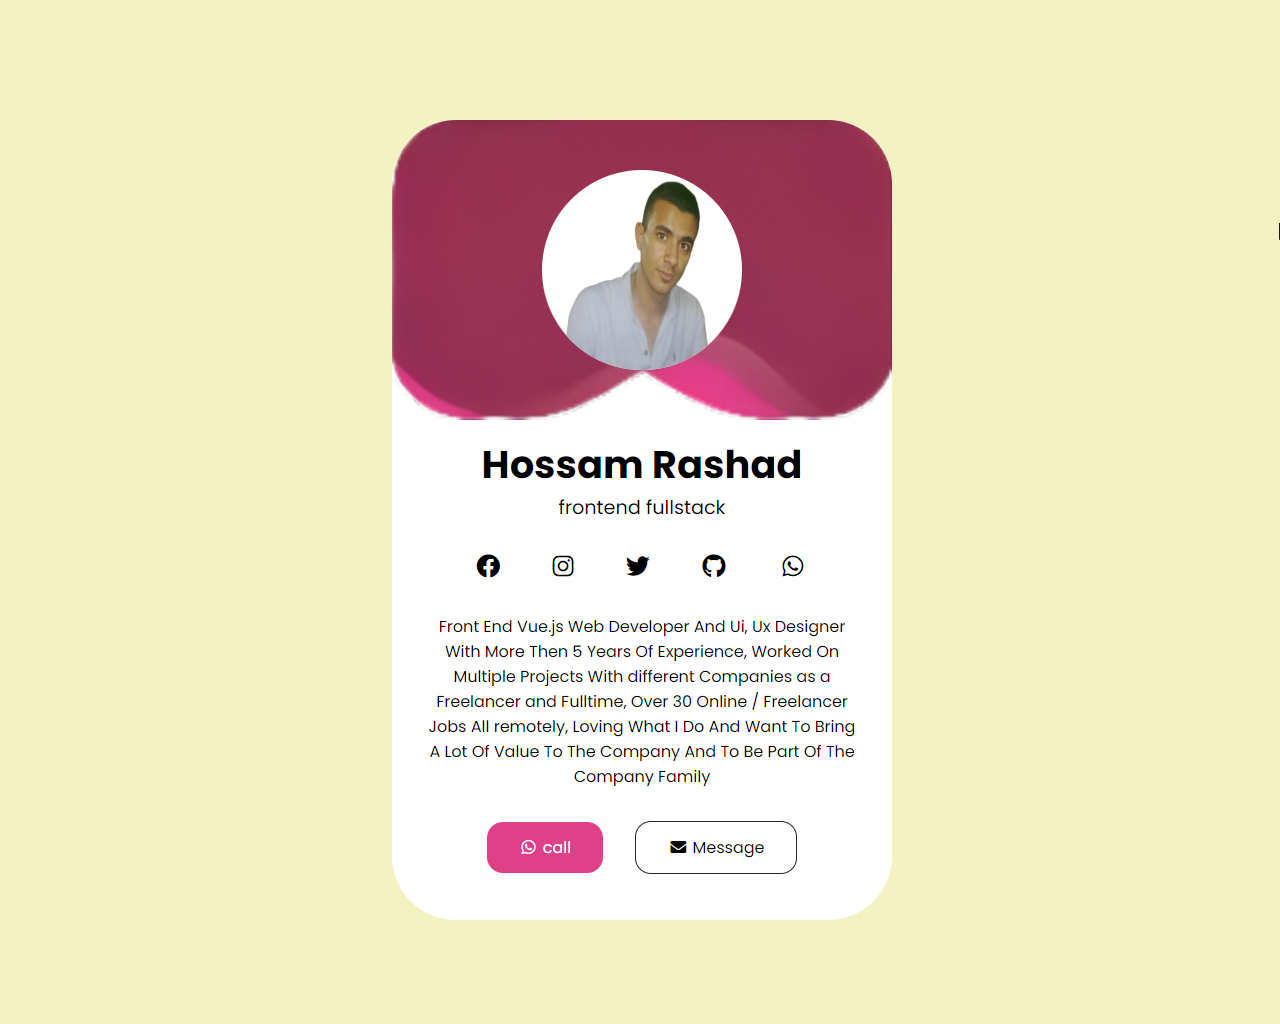 Hossam Rashad
frontend fullstack
Front End Vue.js Web Developer And Ui, Ux Designer
With More Then 5 Years Of Experience, Worked On
Multiple Projects With different Companies as a
Freelancer and Fulltime, Over 30 Online / Freelancer
Jobs All remotely, Loving What I Do And Want To Bring
A Lot Of Value To The Company And To Be Part Of The
Company Family
call
Message